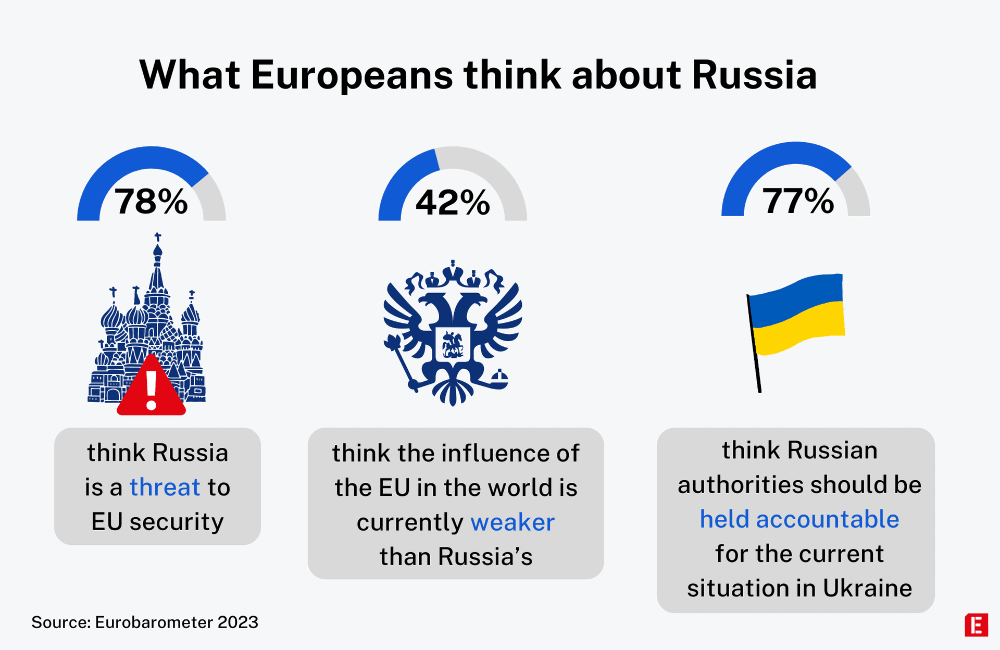 What Europeans think about Russia
78%
42%
77%
think Russia
is a threat to
EU security
think the influence of
the EU in the world is
currently weaker
than Russia’s
think Russian
authorities should be
held accountable
for the current
situation in Ukraine
Source: Eurobarometer 2023
E